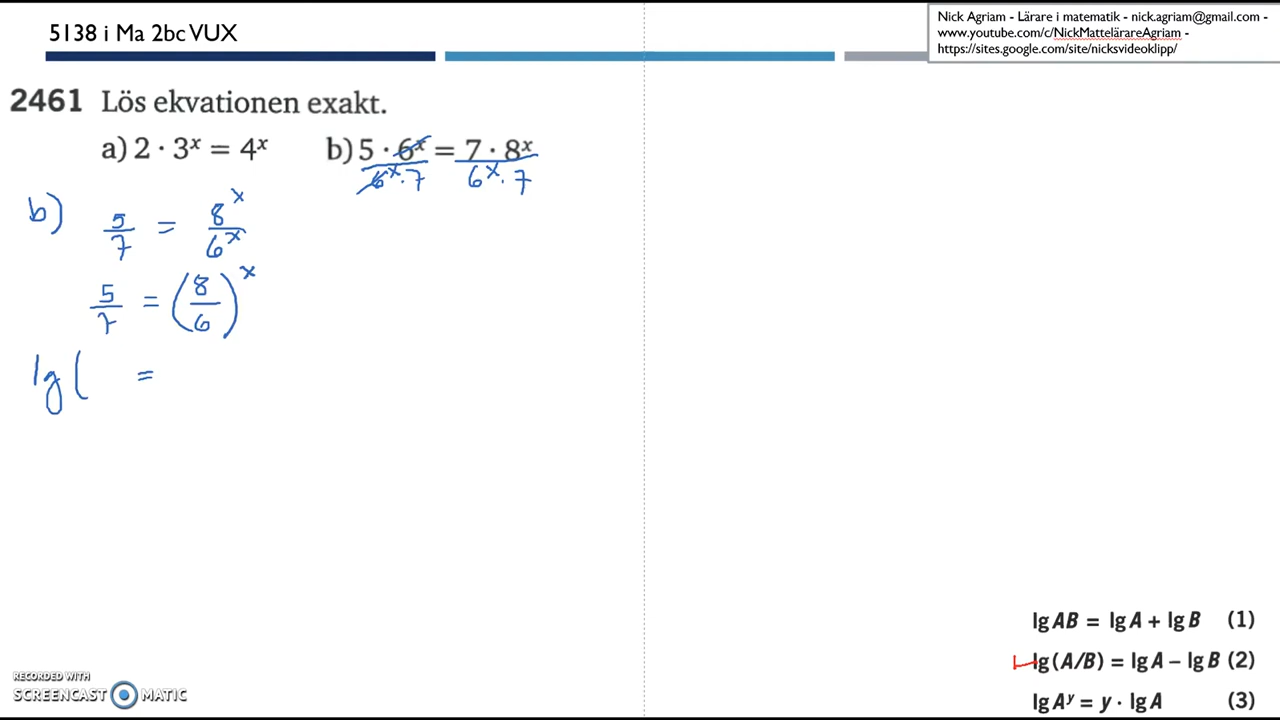 5138 i Ma 2bc VUX
Nick Agriam - Lärare i matematik - nick.agriam@gmail.com -
www.youtube.com/c/NickMattelärareAgriam -
https://sites.google.com/site/nicksvideoklipp/
2461 Lös ekvationen exakt.
a) 2 · 3ˣ = 4ˣ b) 5 · 6ˣ = 7 · 8ˣ
6ˣ · 7 6ˣ · 7
b) 5/7 = 8ˣ/6ˣ
5/7 = (8/6)ˣ
lg( =
lg AB = lg A + lg B (1)
lg (A/B) = lg A – lg B (2)
lg Aʸ = y · lg A (3)
RECORDED WITH
SCREENCAST MATIC